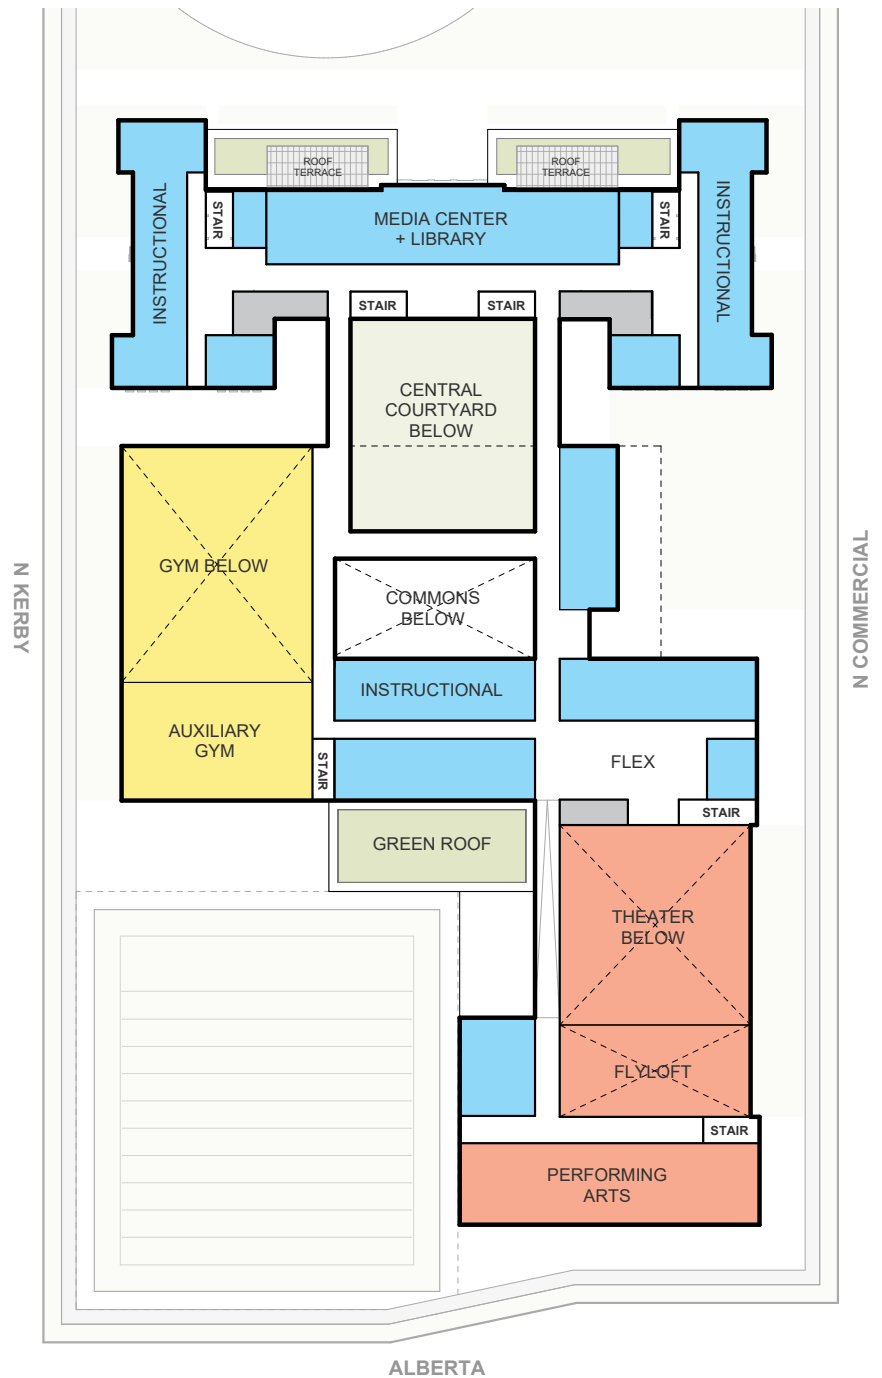 ROOF
TERRACE
ROOF
TERRACE
INSTRUCTIONAL
STAIR
MEDIA CENTER
+ LIBRARY
STAIR
INSTRUCTIONAL
STAIR
STAIR
CENTRAL
COURTYARD
BELOW
GYM BELOW
COMMONS
BELOW
N KERBY
N COMMERCIAL
INSTRUCTIONAL
AUXILIARY
GYM
STAIR
FLEX
STAIR
GREEN ROOF
THEATER
BELOW
FLYLOFT
STAIR
PERFORMING
ARTS
ALBERTA